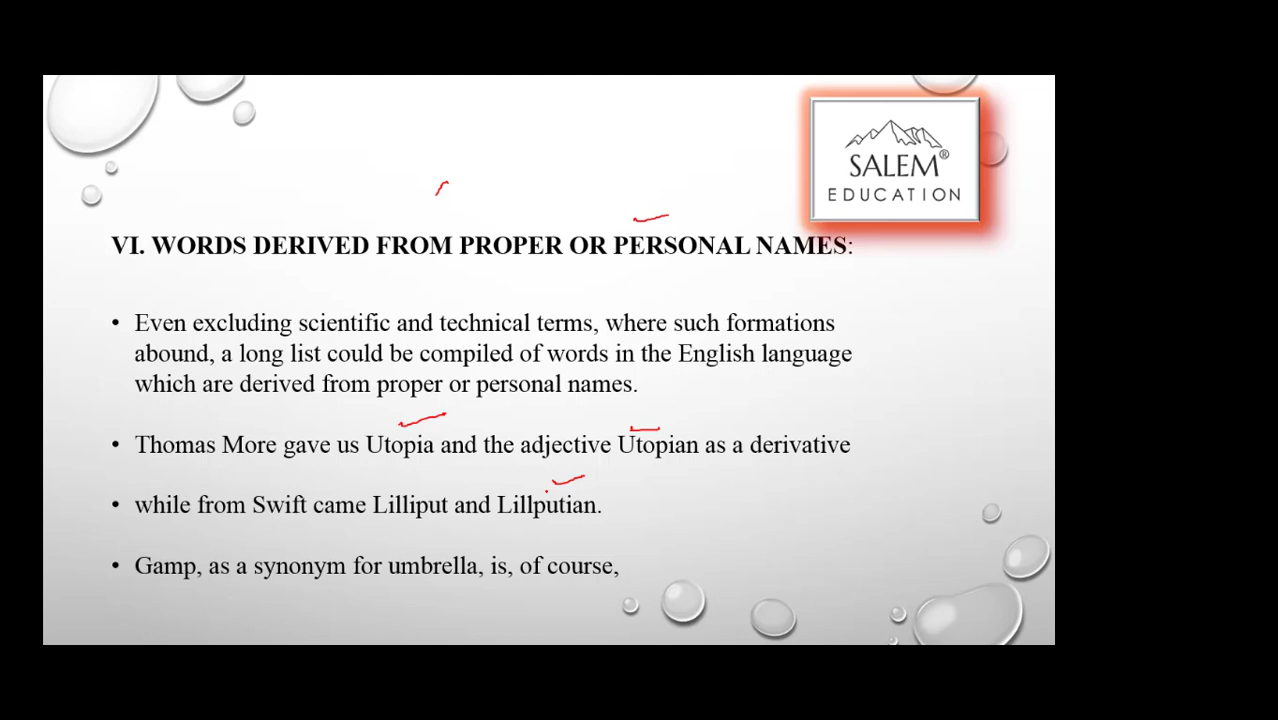 SALEM®
EDUCATION
VI. WORDS DERIVED FROM PROPER OR PERSONAL NAMES:
• Even excluding scientific and technical terms, where such formations
abound, a long list could be compiled of words in the English language
which are derived from proper or personal names.
• Thomas More gave us Utopia and the adjective Utopian as a derivative
• while from Swift came Lilliput and Lillputian.
• Gamp, as a synonym for umbrella, is, of course,